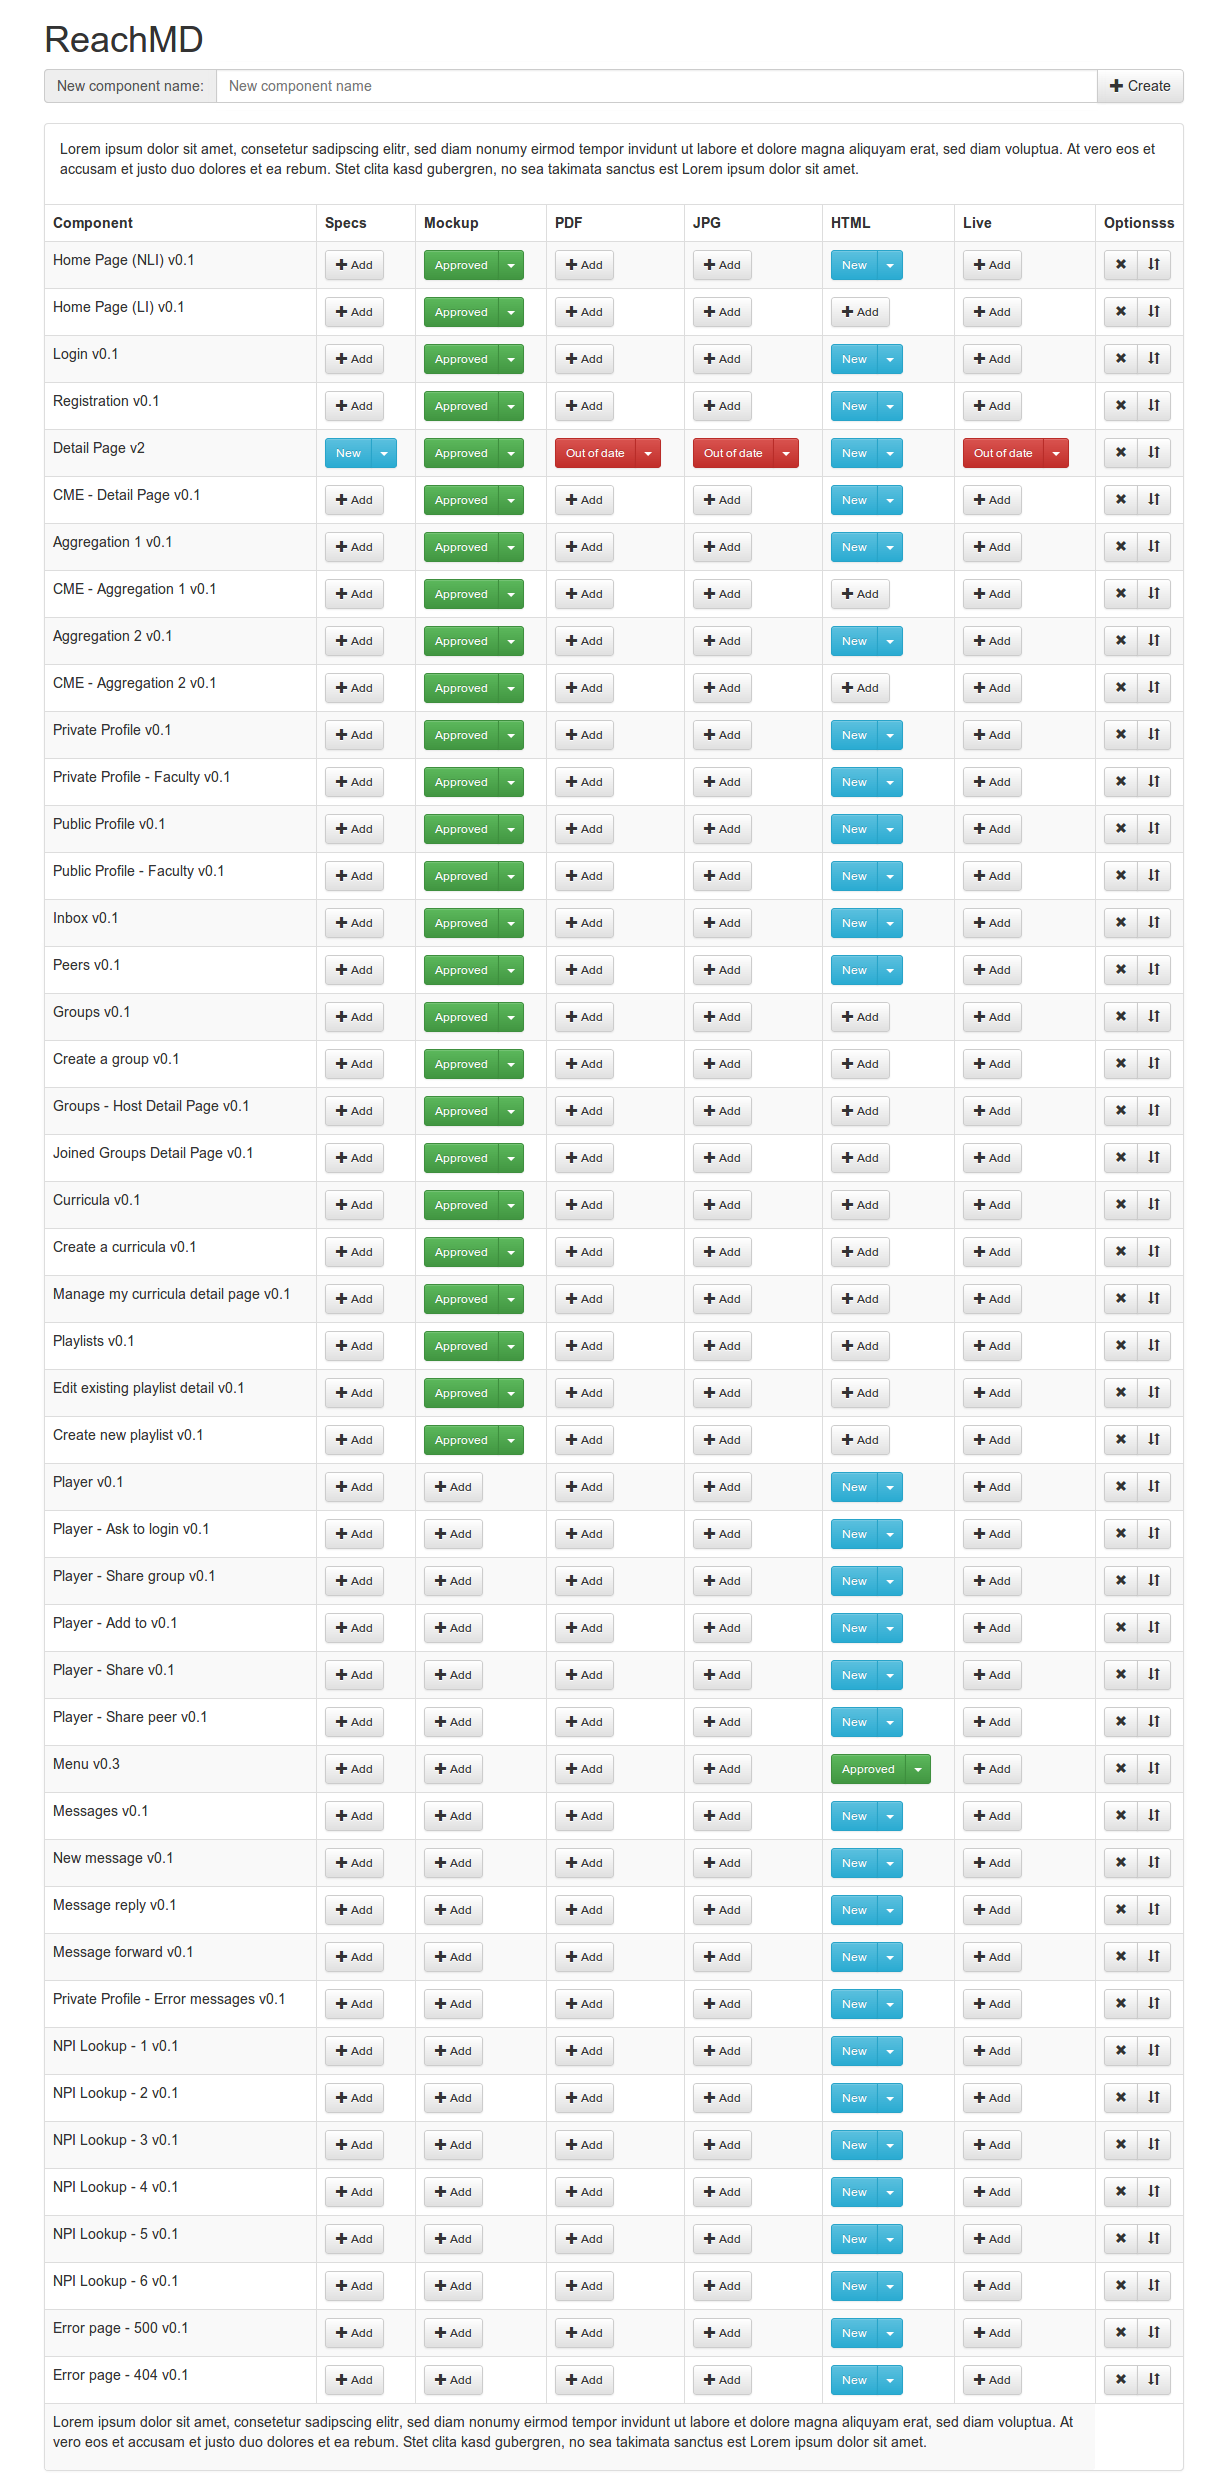 ReachMD
New component name: New component name Create
Lorem ipsum dolor sit amet, consetetur sadipscing elitr, sed diam nonumy eirmod tempor invidunt ut labore et dolore magna aliquyam erat, sed diam voluptua. At vero eos et
accusam et justo duo dolores et ea rebum. Stet clita kasd gubergren, no sea takimata sanctus est Lorem ipsum dolor sit amet.
Component Specs Mockup PDF JPG HTML Live Optionsss
Home Page (NLI) v0.1 Add Approved Add Add New Add
Home Page (LI) v0.1 Add Approved Add Add Add Add
Login v0.1 Add Approved Add Add New Add
Registration v0.1 Add Approved Add Add New Add
Detail Page v2 New Approved Out of date Out of date New Out of date
CME - Detail Page v0.1 Add Approved Add Add New Add
Aggregation 1 v0.1 Add Approved Add Add New Add
CME - Aggregation 1 v0.1 Add Approved Add Add Add Add
Aggregation 2 v0.1 Add Approved Add Add New Add
CME - Aggregation 2 v0.1 Add Approved Add Add Add Add
Private Profile v0.1 Add Approved Add Add New Add
Private Profile - Faculty v0.1 Add Approved Add Add New Add
Public Profile v0.1 Add Approved Add Add New Add
Public Profile - Faculty v0.1 Add Approved Add Add New Add
Inbox v0.1 Add Approved Add Add New Add
Peers v0.1 Add Approved Add Add New Add
Groups v0.1 Add Approved Add Add Add Add
Create a group v0.1 Add Approved Add Add Add Add
Groups - Host Detail Page v0.1 Add Approved Add Add Add Add
Joined Groups Detail Page v0.1 Add Approved Add Add Add Add
Curricula v0.1 Add Approved Add Add Add Add
Create a curricula v0.1 Add Approved Add Add Add Add
Manage my curricula detail page v0.1 Add Approved Add Add Add Add
Playlists v0.1 Add Approved Add Add Add Add
Edit existing playlist detail v0.1 Add Approved Add Add Add Add
Create new playlist v0.1 Add Approved Add Add Add Add
Player v0.1 Add Add Add Add New Add
Player - Ask to login v0.1 Add Add Add Add New Add
Player - Share group v0.1 Add Add Add Add New Add
Player - Add to v0.1 Add Add Add Add New Add
Player - Share v0.1 Add Add Add Add New Add
Player - Share peer v0.1 Add Add Add Add New Add
Menu v0.3 Add Add Add Add Approved Add
Messages v0.1 Add Add Add Add New Add
New message v0.1 Add Add Add Add New Add
Message reply v0.1 Add Add Add Add New Add
Message forward v0.1 Add Add Add Add New Add
Private Profile - Error messages v0.1 Add Add Add Add New Add
NPI Lookup - 1 v0.1 Add Add Add Add New Add
NPI Lookup - 2 v0.1 Add Add Add Add New Add
NPI Lookup - 3 v0.1 Add Add Add Add New Add
NPI Lookup - 4 v0.1 Add Add Add Add New Add
NPI Lookup - 5 v0.1 Add Add Add Add New Add
NPI Lookup - 6 v0.1 Add Add Add Add New Add
Error page - 500 v0.1 Add Add Add Add New Add
Error page - 404 v0.1 Add Add Add Add New Add
Lorem ipsum dolor sit amet, consetetur sadipscing elitr, sed diam nonumy eirmod tempor invidunt ut labore et dolore magna aliquyam erat, sed diam voluptua. At
vero eos et accusam et justo duo dolores et ea rebum. Stet clita kasd gubergren, no sea takimata sanctus est Lorem ipsum dolor sit amet.